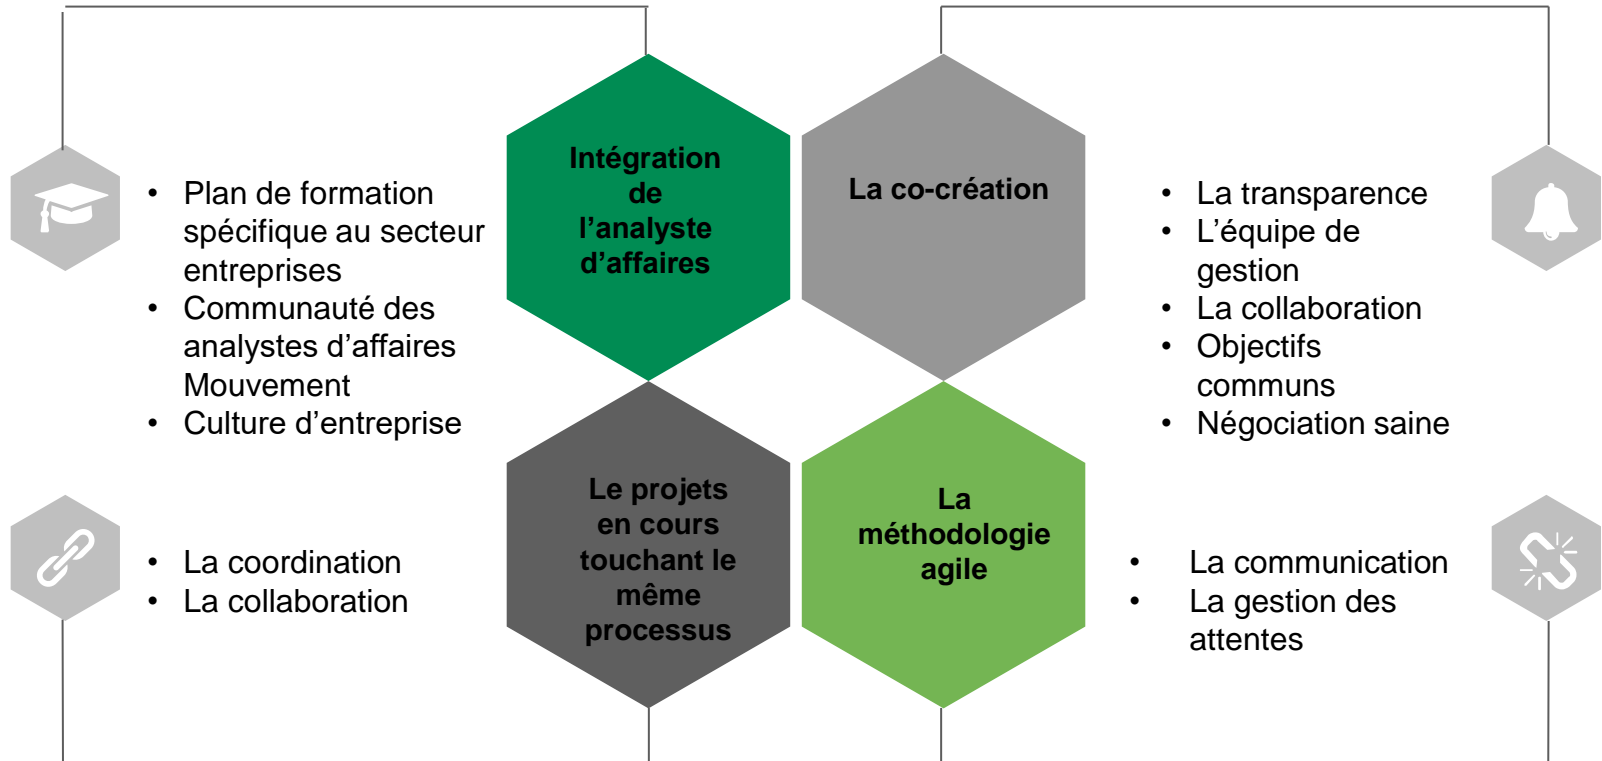 Intégration
de
l’analyste
d’affaires
• Plan de formation
spécifique au secteur
entreprises
• Communauté des
analystes d’affaires
Mouvement
• Culture d’entreprise
La co-création
• La transparence
• L’équipe de
gestion
• La collaboration
• Objectifs
communs
• Négociation saine
Le projets
en cours
touchant le
même
processus
• La coordination
• La collaboration
La
méthodologie
agile
• La communication
• La gestion des
attentes